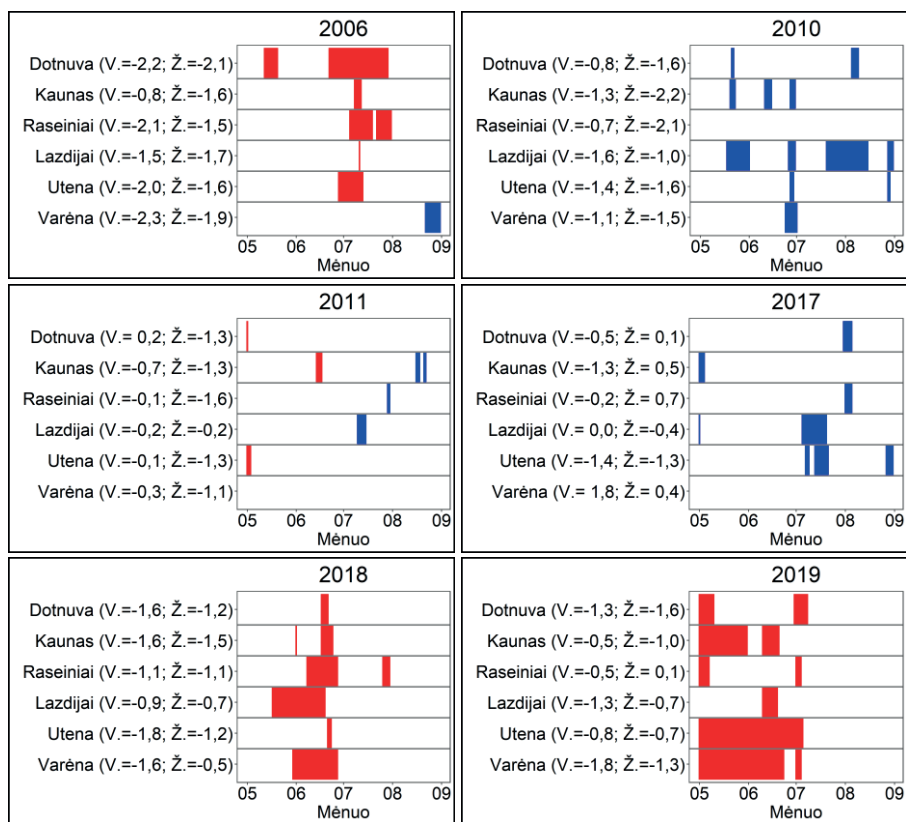 2006
Dotnuva (V.=-2,2; Ž.=-2,1)
Kaunas (V.=-0,8; Ž.=-1,6)
Raseiniai (V.=-2,1; Ž.=-1,5)
Lazdijai (V.=-1,5; Ž.=-1,7)
Utena (V.=-2,0; Ž.=-1,6)
Varėna (V.=-2,3; Ž.=-1,9)
05 06 07 08 09
Mėnuo
2010
Dotnuva (V.=-0,8; Ž.=-1,6)
Kaunas (V.=-1,3; Ž.=-2,2)
Raseiniai (V.=-0,7; Ž.=-2,1)
Lazdijai (V.=-1,6; Ž.=-1,0)
Utena (V.=-1,4; Ž.=-1,6)
Varėna (V.=-1,1; Ž.=-1,5)
05 06 07 08 09
Mėnuo
2011
Dotnuva (V.= 0,2; Ž.=-1,3)
Kaunas (V.=-0,7; Ž.=-1,3)
Raseiniai (V.=-0,1; Ž.=-1,6)
Lazdijai (V.=-0,2; Ž.=-0,2)
Utena (V.=-0,1; Ž.=-1,3)
Varėna (V.=-0,3; Ž.=-1,1)
05 06 07 08 09
Mėnuo
2017
Dotnuva (V.=-0,5; Ž.= 0,1)
Kaunas (V.=-1,3; Ž.= 0,5)
Raseiniai (V.=-0,2; Ž.= 0,7)
Lazdijai (V.= 0,0; Ž.=-0,4)
Utena (V.=-1,4; Ž.=-1,3)
Varėna (V.= 1,8; Ž.= 0,4)
05 06 07 08 09
Mėnuo
2018
Dotnuva (V.=-1,6; Ž.=-1,2)
Kaunas (V.=-1,6; Ž.=-1,5)
Raseiniai (V.=-1,1; Ž.=-1,1)
Lazdijai (V.=-0,9; Ž.=-0,7)
Utena (V.=-1,8; Ž.=-1,2)
Varėna (V.=-1,6; Ž.=-0,5)
05 06 07 08 09
Mėnuo
2019
Dotnuva (V.=-1,3; Ž.=-1,6)
Kaunas (V.=-0,5; Ž.=-1,0)
Raseiniai (V.=-0,5; Ž.= 0,1)
Lazdijai (V.=-1,3; Ž.=-0,7)
Utena (V.=-0,8; Ž.=-0,7)
Varėna (V.=-1,8; Ž.=-1,3)
05 06 07 08 09
Mėnuo